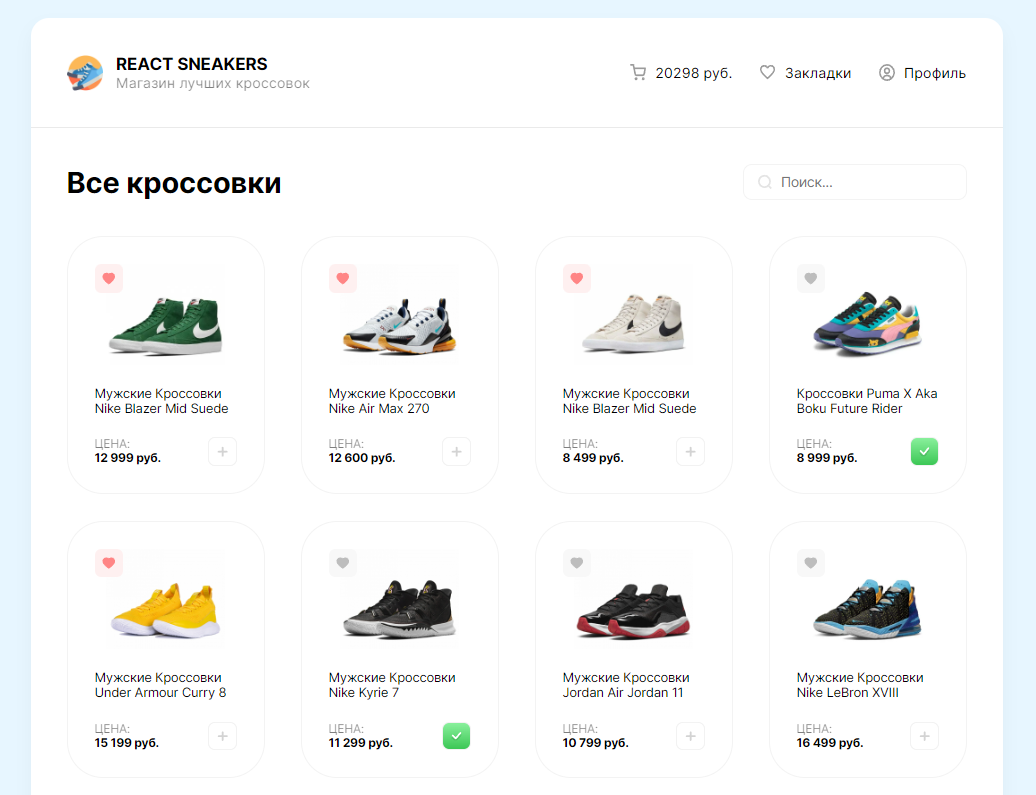 REACT SNEAKERS
Магазин лучших кроссовок
20298 руб.
Закладки
Профиль
Все кроссовки
Поиск...
Мужские Кроссовки
Nike Blazer Mid Suede
ЦЕНА:
12 999 руб.
Мужские Кроссовки
Nike Air Max 270
ЦЕНА:
12 600 руб.
Мужские Кроссовки
Nike Blazer Mid Suede
ЦЕНА:
8 499 руб.
Кроссовки Puma X Aka
Boku Future Rider
ЦЕНА:
8 999 руб.
Мужские Кроссовки
Under Armour Curry 8
ЦЕНА:
15 199 руб.
Мужские Кроссовки
Nike Kyrie 7
ЦЕНА:
11 299 руб.
Мужские Кроссовки
Jordan Air Jordan 11
ЦЕНА:
10 799 руб.
Мужские Кроссовки
Nike LeBron XVIII
ЦЕНА:
16 499 руб.